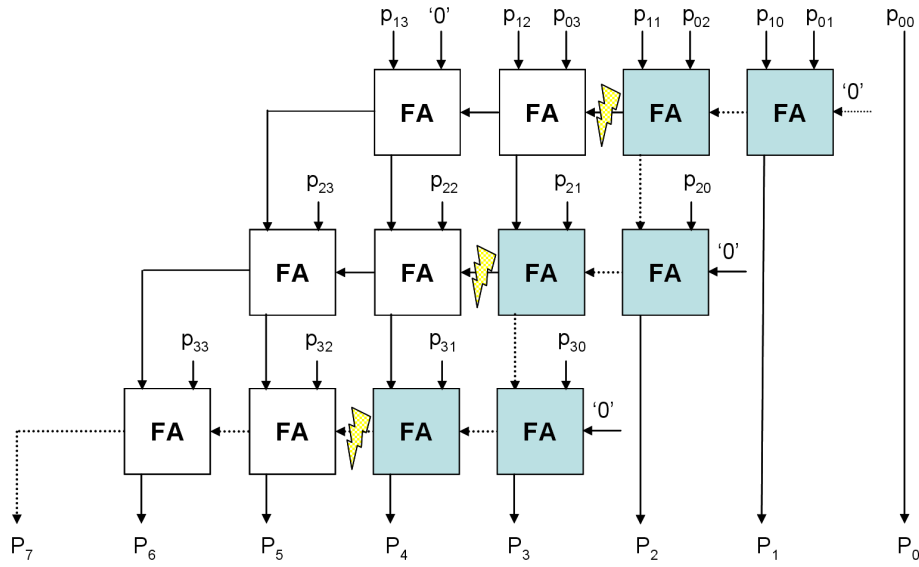 p13 '0' p12 p03 p11 p02 p10 p01 p00
'0'
FA FA FA FA
p23 p22 p21 p20
'0'
FA FA FA FA
p33 p32 p31 p30
'0'
FA FA FA FA
P7 P6 P5 P4 P3 P2 P1 P0